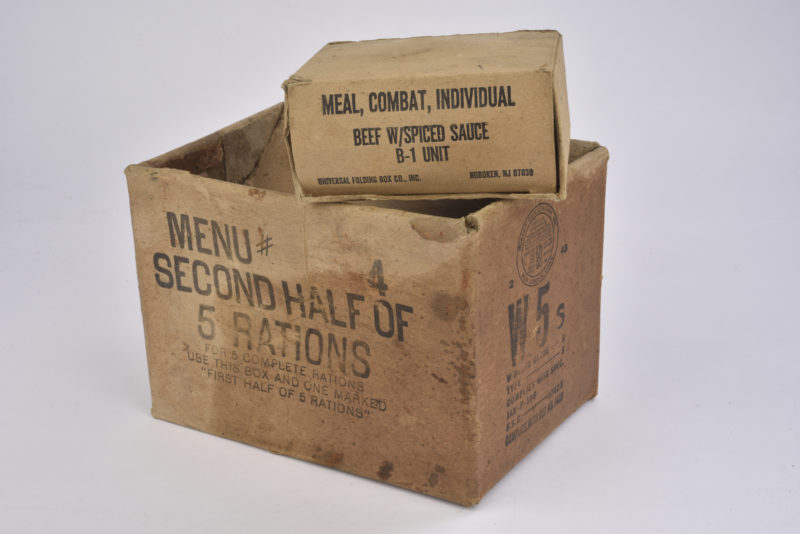 MEAL, COMBAT, INDIVIDUAL
BEEF W/SPICED SAUCE
B-1 UNIT
UNIVERSAL FOLDING BOX CO., INC. HOBOKEN, NJ 07030
MENU # 4
SECOND HALF OF
5 RATIONS
FOR 5 COMPLETE RATIONS
USE THIS BOX AND ONE MARKED
"FIRST HALF OF 5 RATIONS"
W5s
COMPLIES WITH